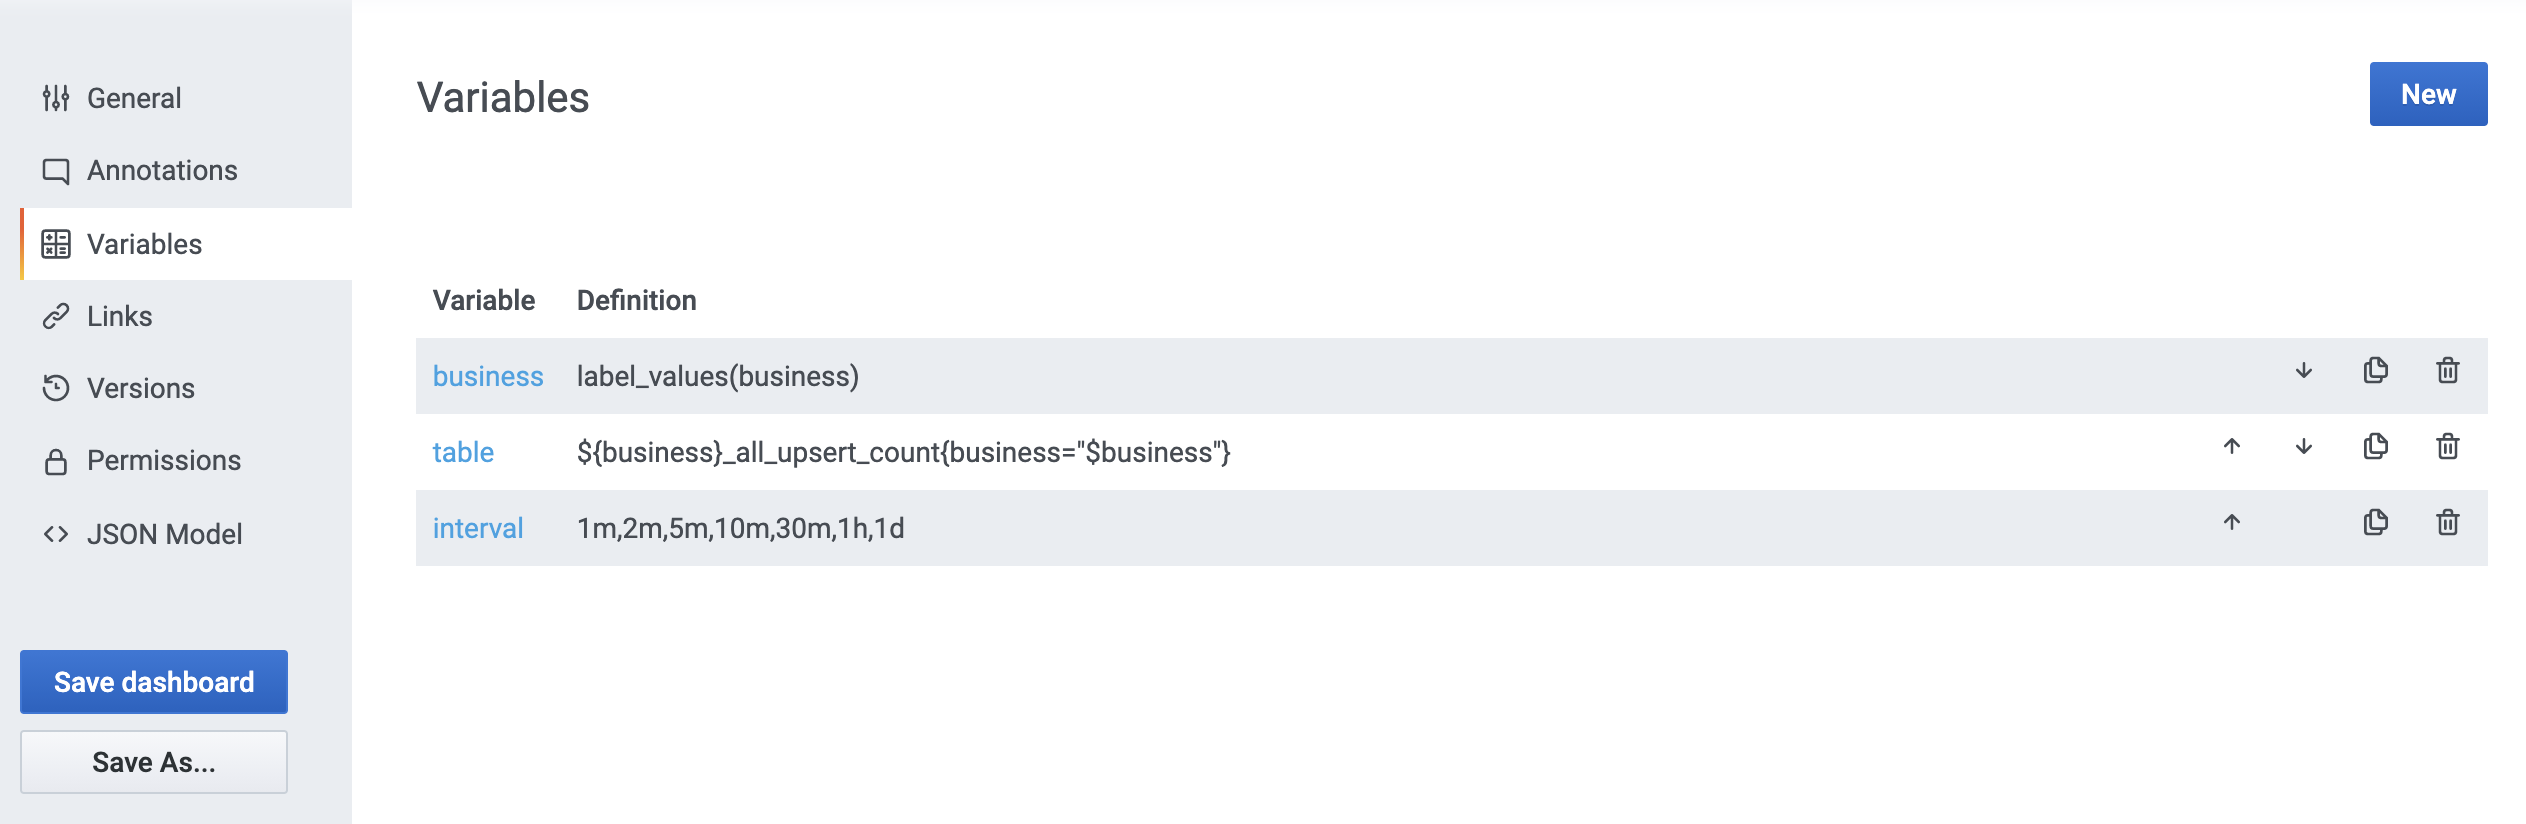 General
Annotations
Variables
Links
Versions
Permissions
JSON Model
Save dashboard
Save As...
Variables
New
Variable Definition
business label_values(business)
table ${business}_all_upsert_count{business="$business"}
interval 1m,2m,5m,10m,30m,1h,1d